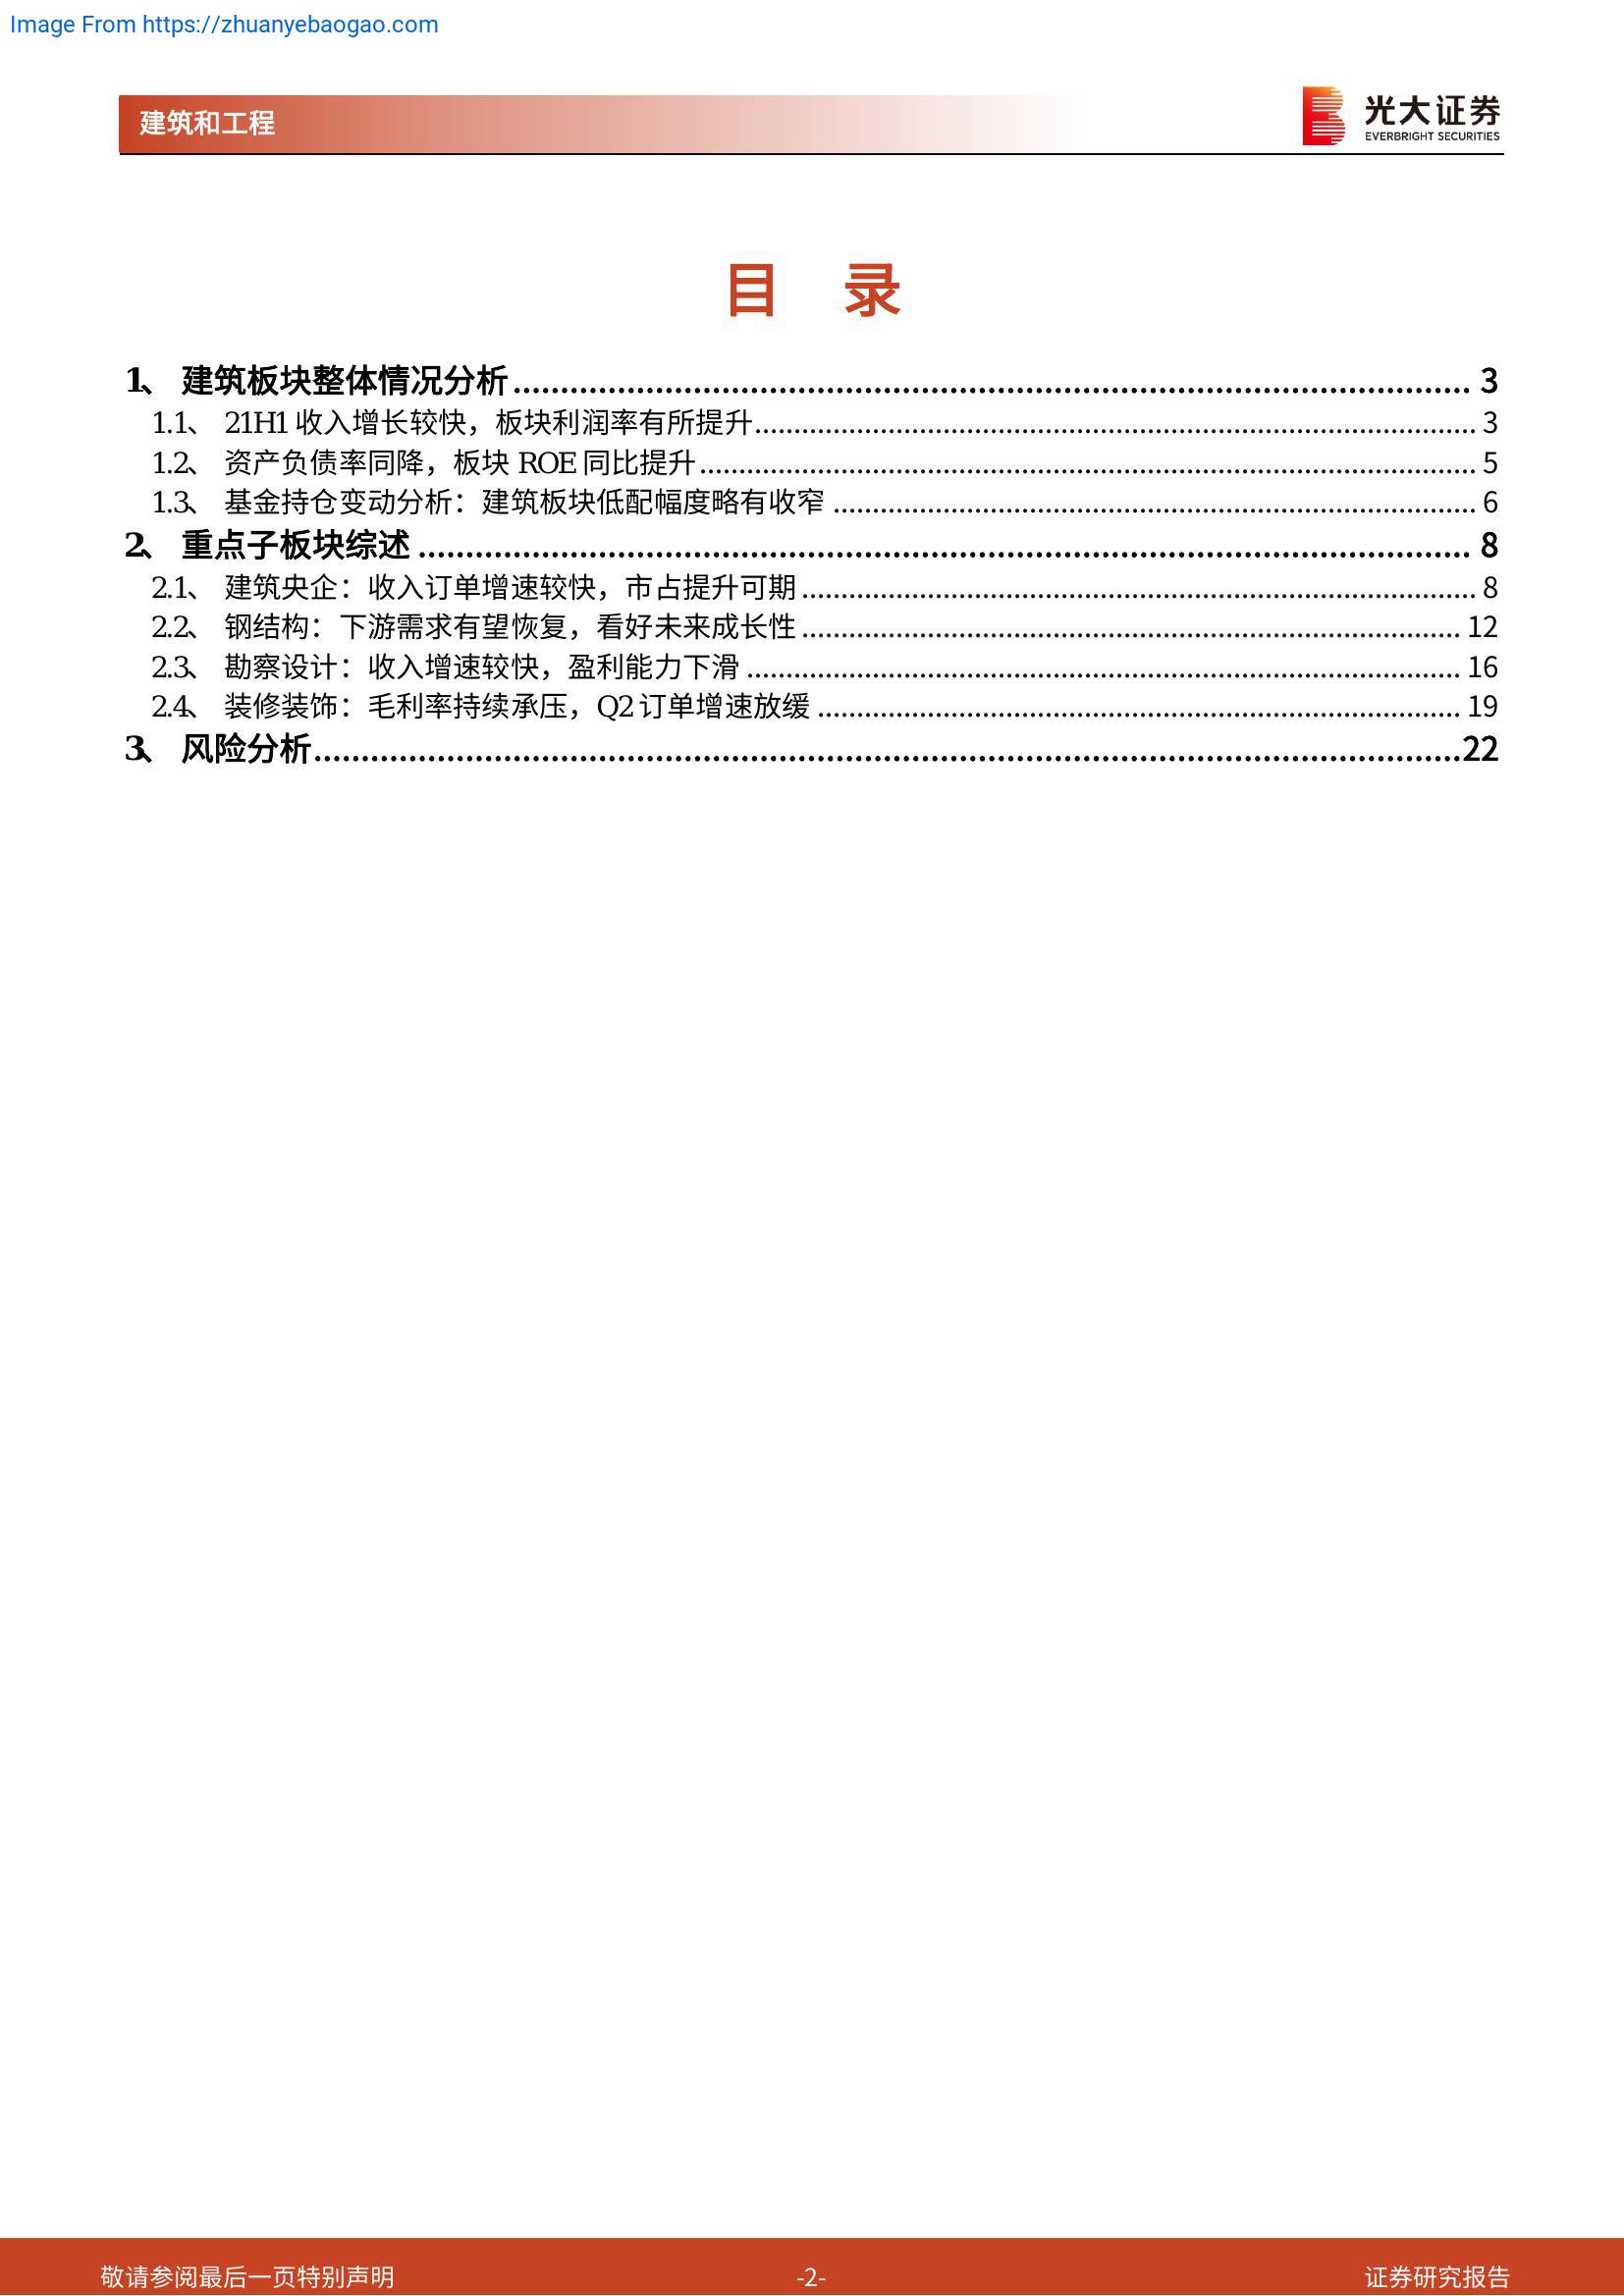 Image From https://zhuanyebaogao.com
建筑和工程
光大证券
EVERBRIGHT SECURITIES
目 录
1、 建筑板块整体情况分析 3
1.1、 21H1 收入增长较快，板块利润率有所提升 3
1.2、 资产负债率同降，板块 ROE 同比提升 5
1.3、 基金持仓变动分析：建筑板块低配幅度略有收窄 6
2、 重点子板块综述 8
2.1、 建筑央企：收入订单增速较快，市占提升可期 8
2.2、 钢结构：下游需求有望恢复，看好未来成长性 12
2.3、 勘察设计：收入增速较快，盈利能力下滑 16
2.4、 装修装饰：毛利率持续承压，Q2 订单增速放缓 19
3、 风险分析 22
敬请参阅最后一页特别声明 -2- 证券研究报告